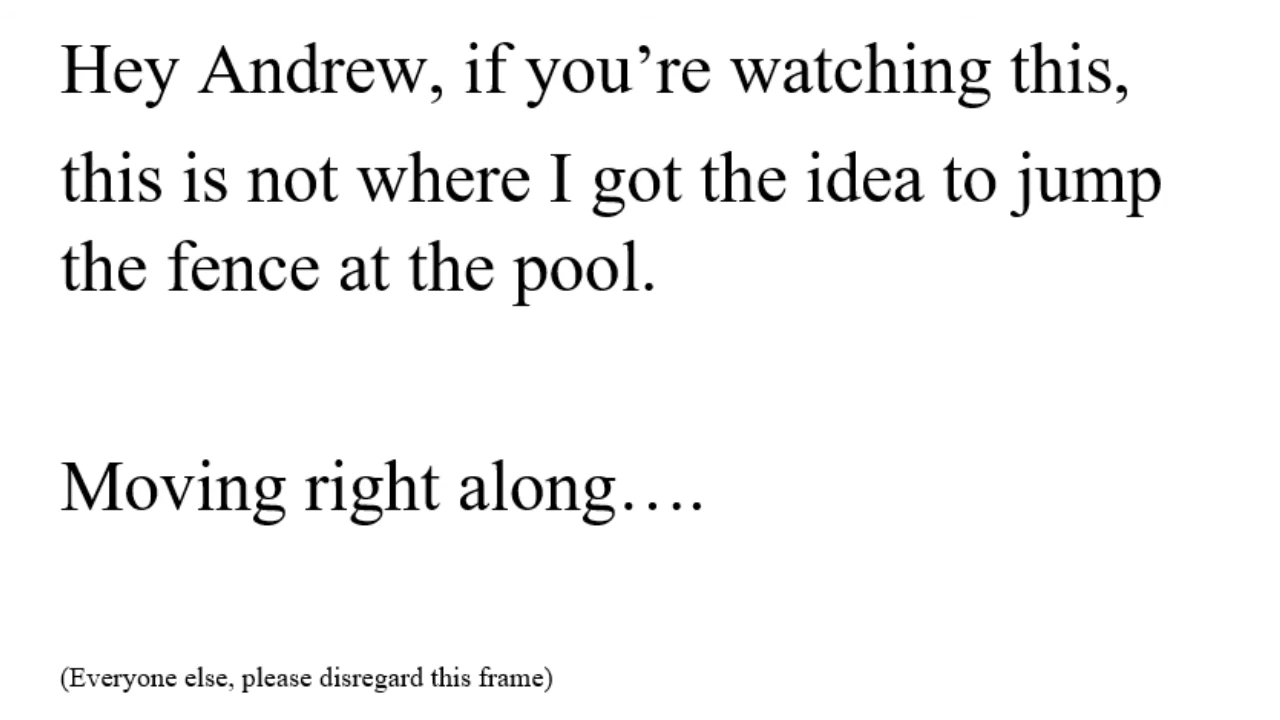 Hey Andrew, if you’re watching this,
this is not where I got the idea to jump
the fence at the pool.
Moving right along….
(Everyone else, please disregard this frame)